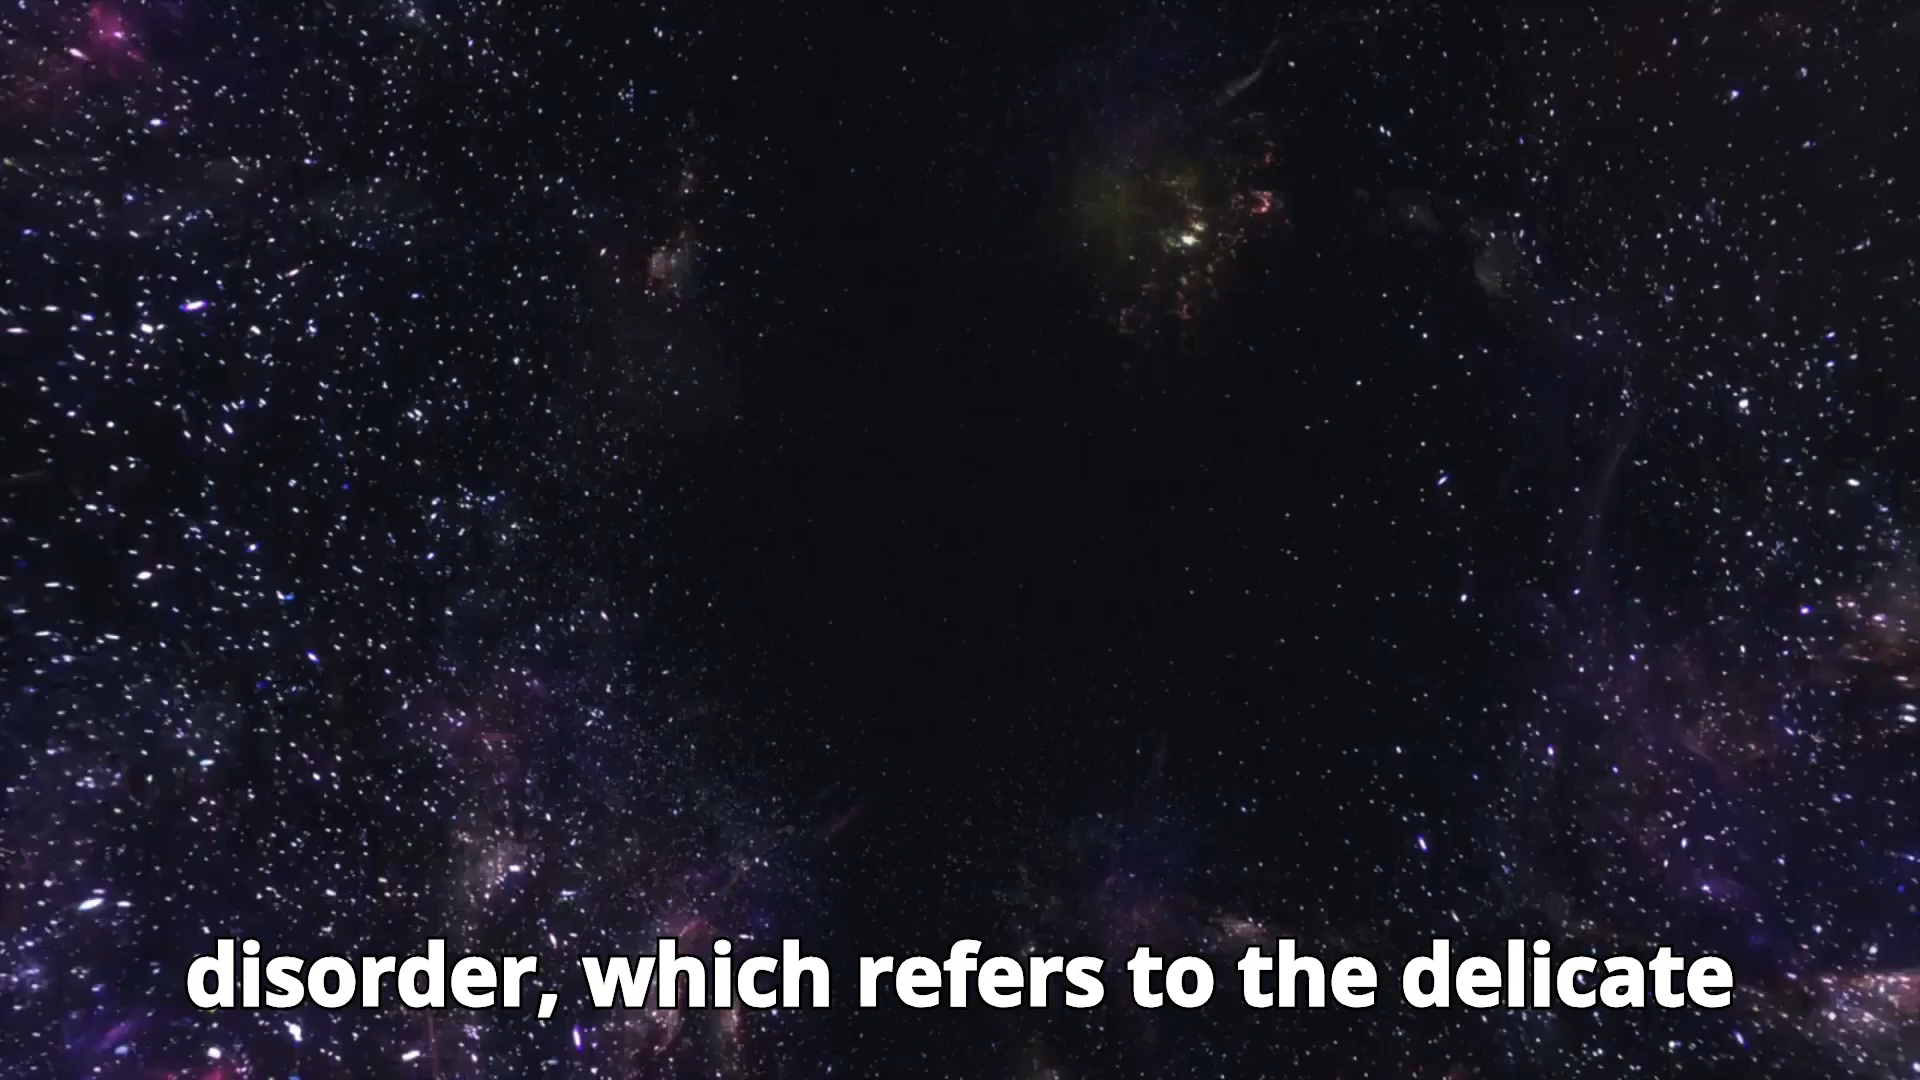 disorder, which refers to the delicate